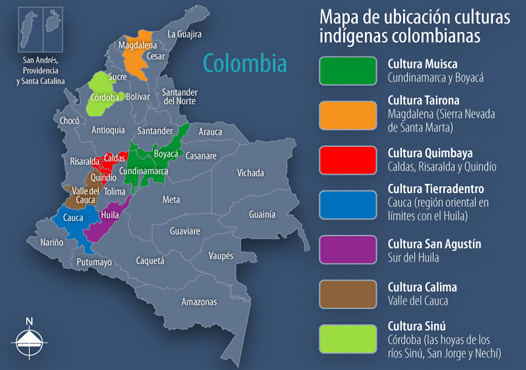 Mapa de ubicación culturas
indígenas colombianas
Colombia
San Andrés,
Providencia
y Santa Catalina
La Guajira
Magdalena
Cesar
Sucre
Córdoba
Bolivar
Norte
Santander
del Norte
Chocó
Antioquia
Santander
Arauca
Boyacá
Casanare
Risaralda
Caldas
Cundinamarca
Quindío
Vichada
Valle del
Cauca
Tolima
Meta
Cauca
Huila
Guainía
Guaviare
Nariño
Vaupés
Putumayo
Caquetá
Amazonas
N
Cultura Muisca
Cundinamarca y Boyacá
Cultura Tairona
Magdalena (Sierra Nevada
de Santa Marta)
Cultura Quimbaya
Caldas, Risaralda y Quindío
Cultura Tierradentro
Cauca (región oriental en
límites con el Huila)
Cultura San Agustín
Sur del Huila
Cultura Calima
Valle del Cauca
Cultura Sinú
Córdoba (las hoyas de los
ríos Sinú, San Jorge y Nechí)